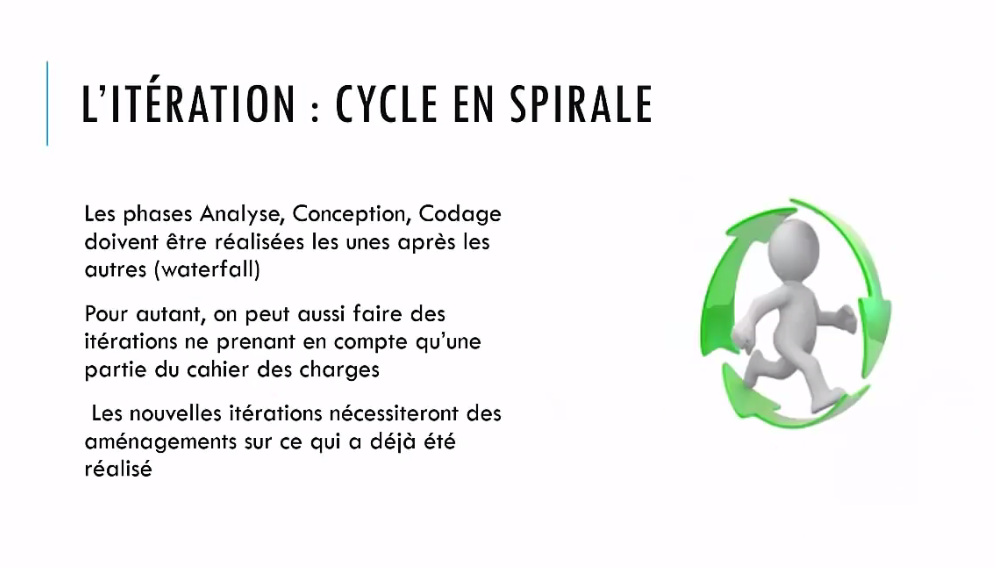 L'ITÉRATION : CYCLE EN SPIRALE
Les phases Analyse, Conception, Codage
doivent être réalisées les unes après les
autres (waterfall)
Pour autant, on peut aussi faire des
itérations ne prenant en compte qu'une
partie du cahier des charges
Les nouvelles itérations nécessiteront des
aménagements sur ce qui a déjà été
réalisé